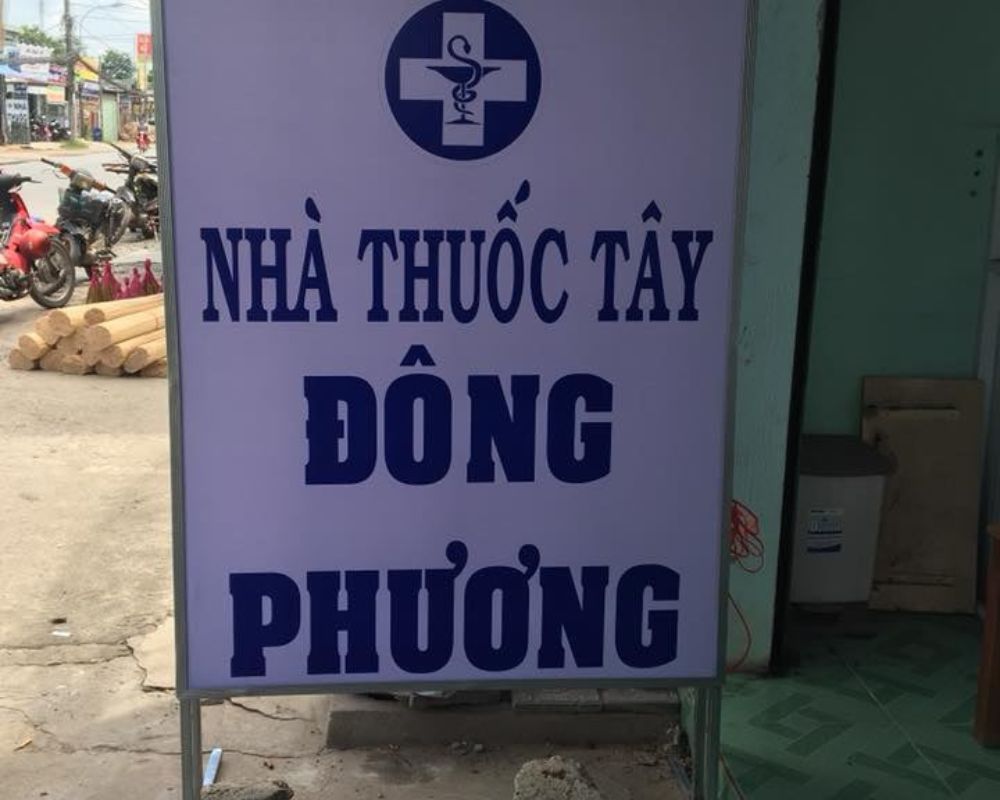 NHÀ THUỐC TÂY
ĐÔNG
PHƯƠNG